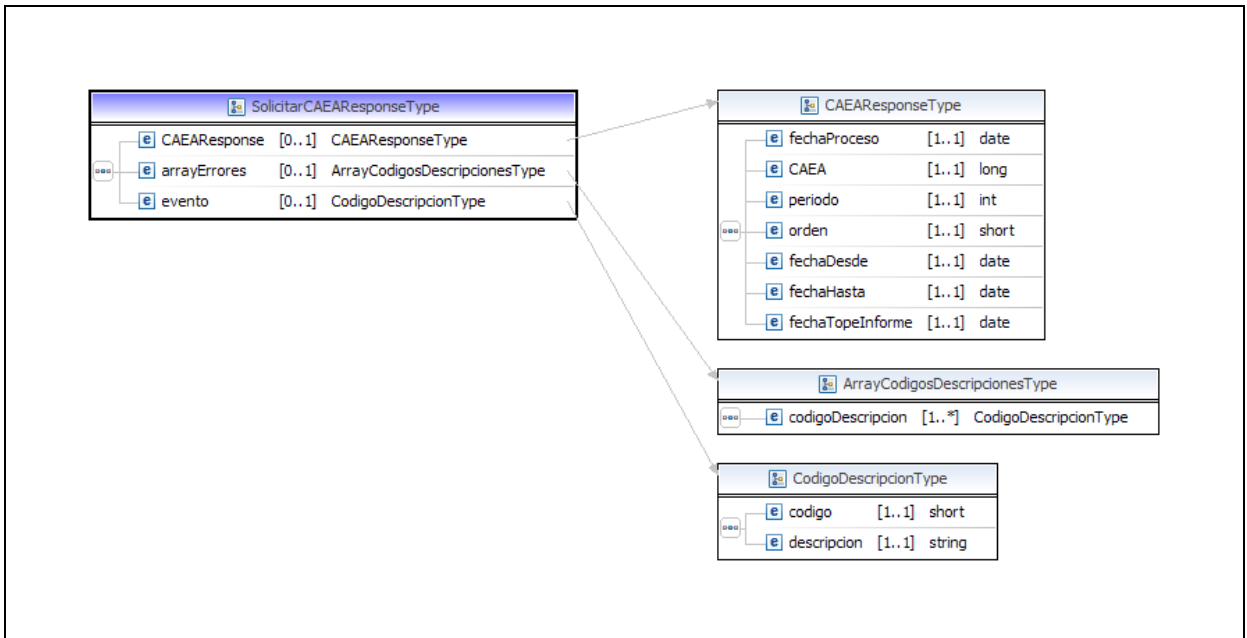 SolicitarCAEAResponseType
e CAEAResponse [0..1] CAEAResponseType
e arrayErrores [0..1] ArrayCodigosDescripcionesType
e evento [0..1] CodigoDescripcionType
CAEAResponseType
e fechaProceso [1..1] date
e CAEA [1..1] long
e periodo [1..1] int
e orden [1..1] short
e fechaDesde [1..1] date
e fechaHasta [1..1] date
e fechaTopeInforme [1..1] date
ArrayCodigosDescripcionesType
e codigoDescripcion [1..*] CodigoDescripcionType
CodigoDescripcionType
e codigo [1..1] short
e descripcion [1..1] string